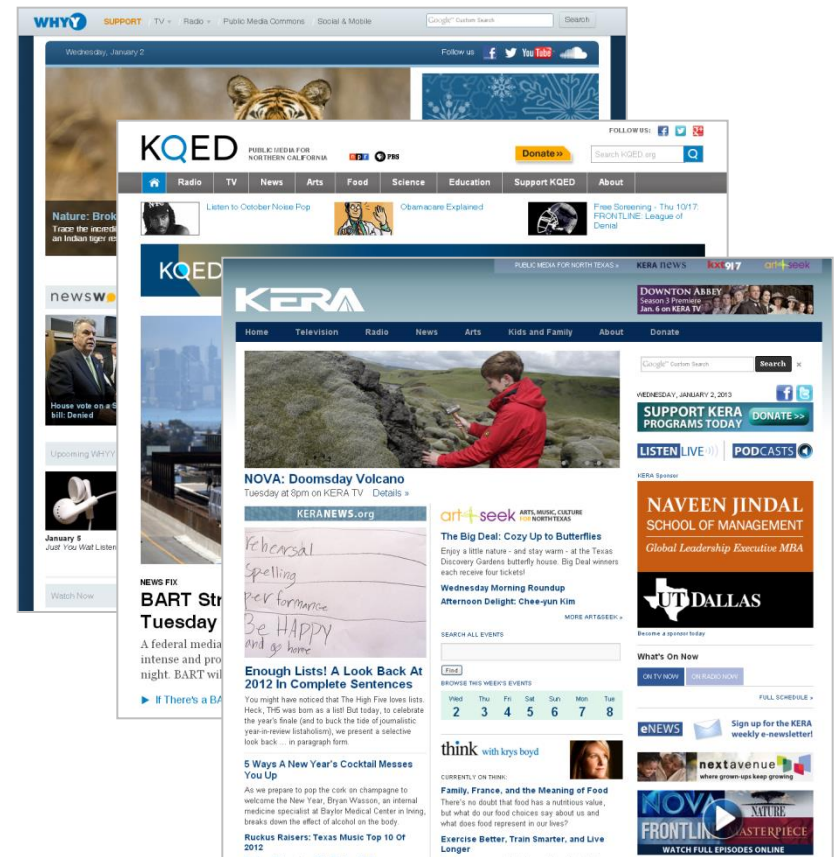 WHYY
SUPPORT TV Radio Public Media Commons Social & Mobile
Google™ Custom Search Search
Wednesday, January 2
Follow us You Tube
Nature: Brok
Trace the incredi
an Indian tiger re
newsw
House vote on a S
bill: Denied
Upcoming WHYY
January 5
Just You Wait Listen
Watch Now
KQED
PUBLIC MEDIA FOR
NORTHERN CALIFORNIA
npr PBS
FOLLOW US:
Donate »
Search KQED.org
Radio TV News Arts Food Science Education Support KQED About
Listen to October Noise Pop
Obamacare Explained
Free Screening - Thu 10/17:
FRONTLINE: League of
Denial
KQED
NEWS FIX
BART Str
Tuesday
A federal media
intense and pro
night. BART wil
If There's a BA
PUBLIC MEDIA FOR NORTH TEXAS »
KERA news kxt 91 7 art+seek
KERA
DOWNTON ABBEY
Season 3 Premiere
Jan. 6 on KERA TV
Home Television Radio News Arts Kids and Family About Donate
NOVA: Doomsday Volcano
Tuesday at 8pm on KERA TV Details »
KERANEWS.org
rehearsal
spelling
performance
Be HAPPY
and go home
Enough Lists! A Look Back At
2012 In Complete Sentences
You might have noticed that The High Five loves lists.
Heck, TH5 was born as a list! But today, to celebrate
the year's finale (and to buck the tide of journalistic
year-in-review listaholism), we present a selective
look back ... in paragraph form.
5 Ways A New Year's Cocktail Messes
You Up
As we prepare to pop the cork on champagne to
welcome the New Year, Bryan Wasson, an internal
medicine specialist at Baylor Medical Center in Irving,
breaks down the effect of alcohol on the body.
Ruckus Raisers: Texas Music Top 10 Of
2012
art+seek ARTS, MUSIC, CULTURE
FOR NORTH TEXAS
The Big Deal: Cozy Up to Butterflies
Enjoy a little nature - and stay warm - at the Texas
Discovery Gardens butterfly house. Big Deal winners
each receive four tickets!
Wednesday Morning Roundup
Afternoon Delight: Chee-yun Kim
MORE ART&SEEK »
SEARCH ALL EVENTS
Find
BROWSE THIS WEEK'S EVENTS
Wed Thu Fri Sat Sun Mon Tue
2 3 4 5 6 7 8
think with krys boyd
CURRENTLY ON THINK:
Family, France, and the Meaning of Food
There's no doubt that food has a nutritious value,
but what do our food choices say about us and
what does food represent in our lives?
Exercise Better, Train Smarter, and Live
Longer
Google™ Custom Search Search x
WEDNESDAY, JANUARY 2, 2013
SUPPORT KERA
PROGRAMS TODAY
DONATE >>
LISTEN LIVE PODCASTS
KERA Sponsor
NAVEEN JINDAL
SCHOOL OF MANAGEMENT
Global Leadership Executive MBA
UT DALLAS
Become a sponsor today
What's On Now
ON TV NOW ON RADIO NOW
FULL SCHEDULE »
eNEWS
Sign up for the KERA
weekly e-newsletter!
nextavenue
where grown-ups keep growing
NOVA NATURE
FRONTLINE MASTERPIECE
WATCH FULL EPISODES ONLINE